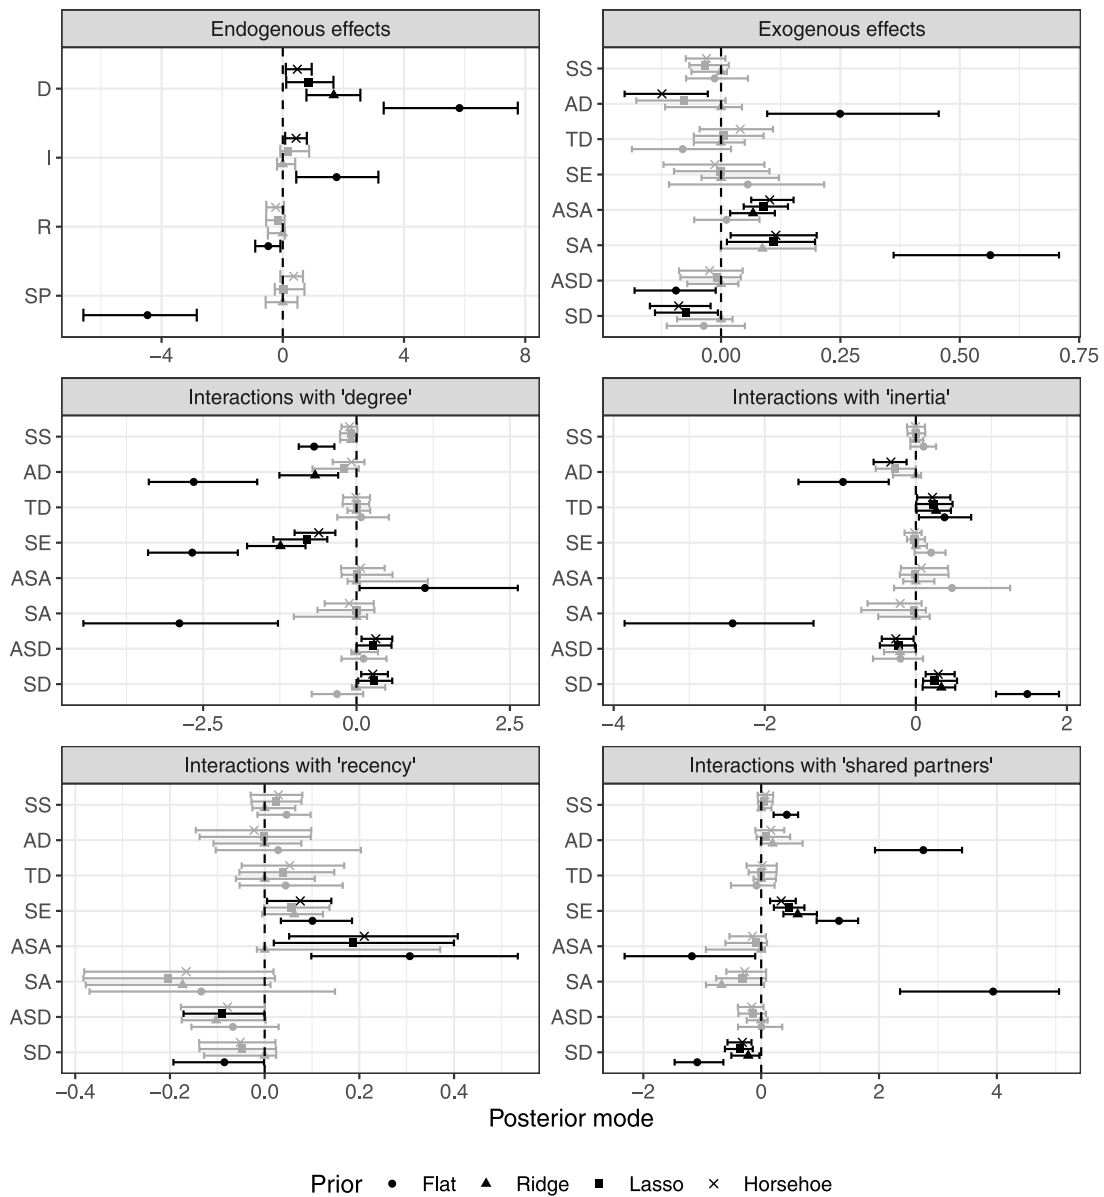 Endogenous effects
D
I
R
SP
−4 0 4 8
Exogenous effects
SS
AD
TD
SE
ASA
SA
ASD
SD
0.00 0.25 0.50 0.75
Interactions with 'degree'
SS
AD
TD
SE
ASA
SA
ASD
SD
−2.5 0.0 2.5
Interactions with 'inertia'
SS
AD
TD
SE
ASA
SA
ASD
SD
−4 −2 0 2
Interactions with 'recency'
SS
AD
TD
SE
ASA
SA
ASD
SD
−0.4 −0.2 0.0 0.2 0.4
Interactions with 'shared partners'
SS
AD
TD
SE
ASA
SA
ASD
SD
−2 0 2 4
Posterior mode
Prior Flat Ridge Lasso Horsehoe